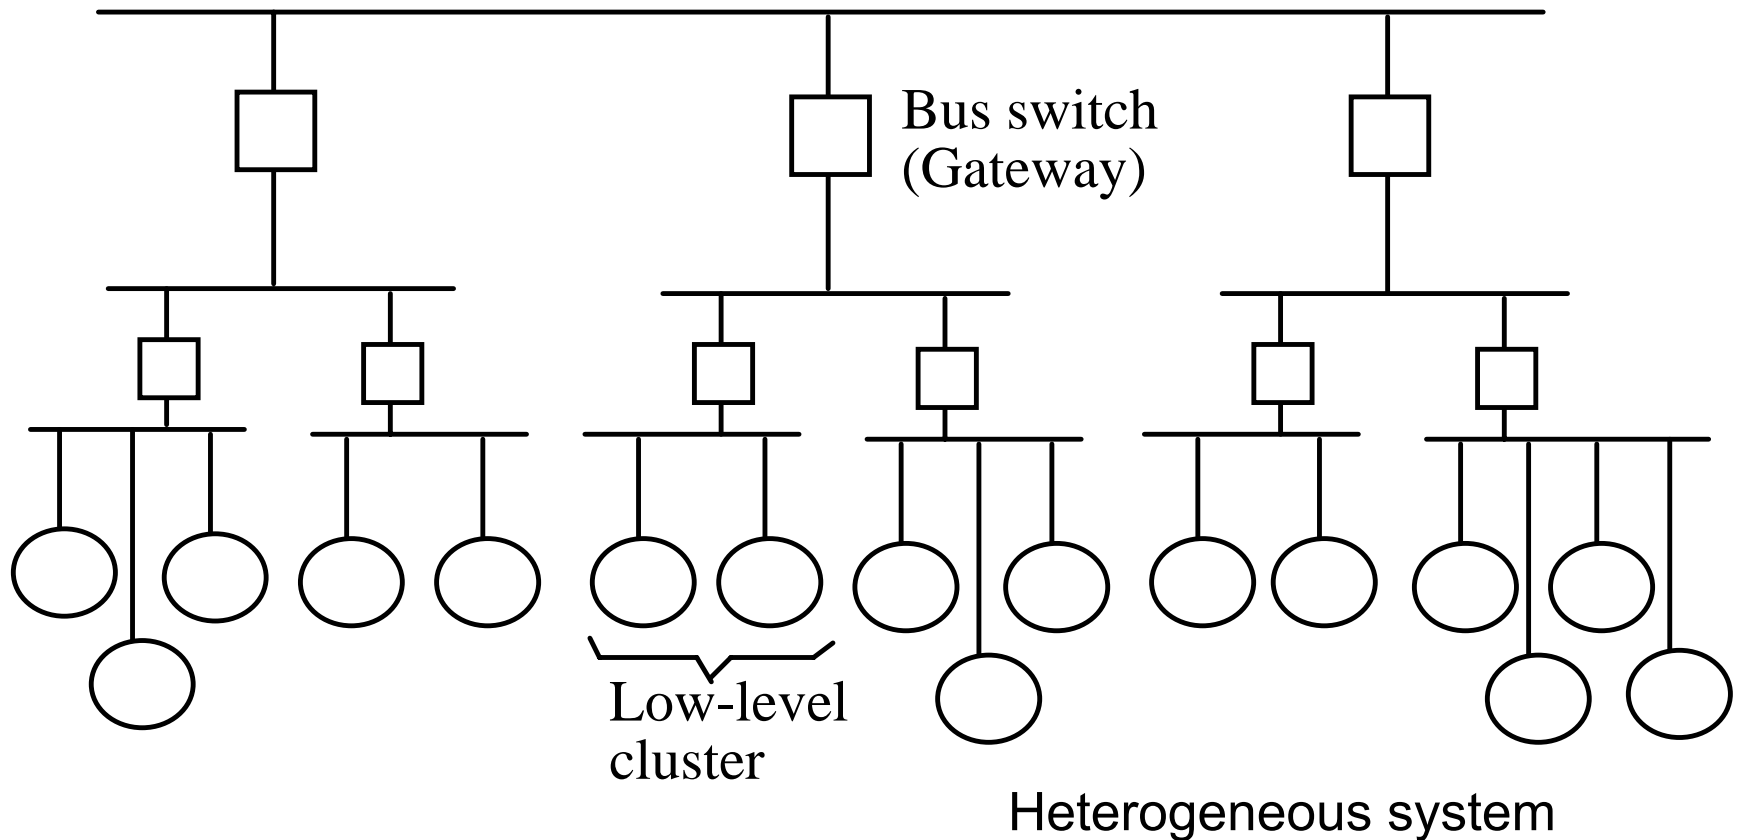 Bus switch
(Gateway)
Low-level
cluster
Heterogeneous system